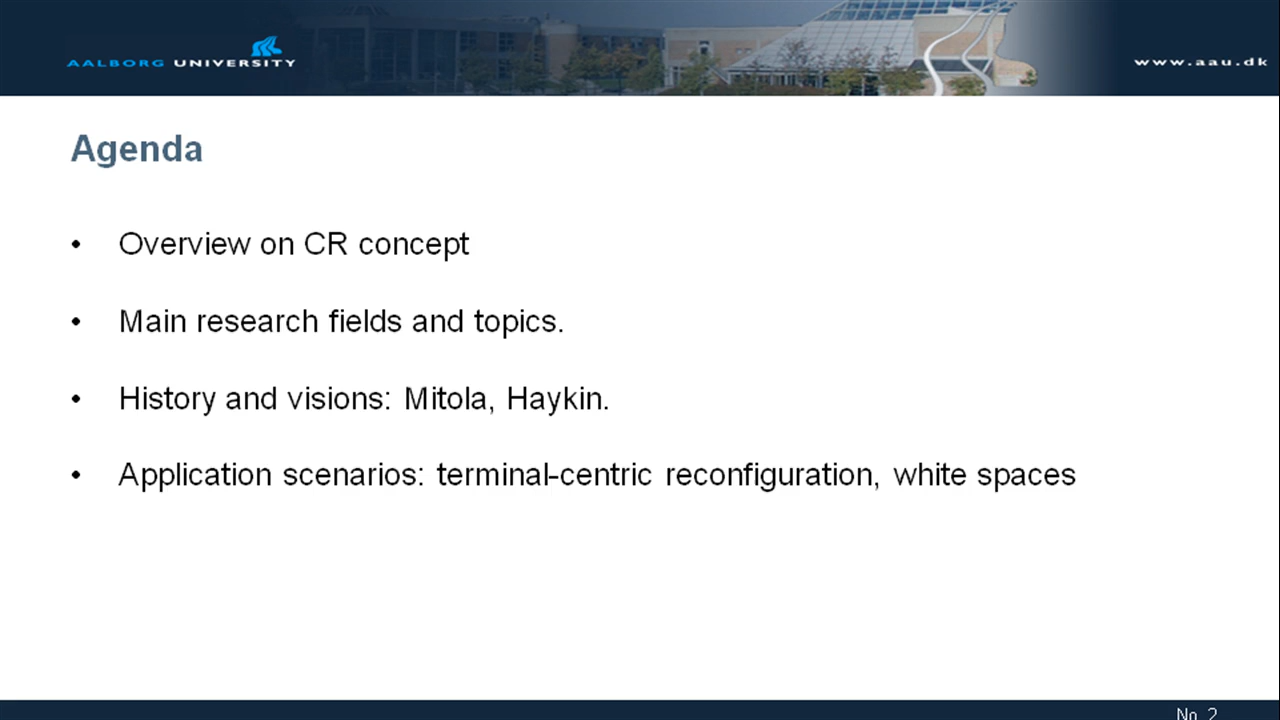 AALBORG UNIVERSITY
www.aau.dk
Agenda
• Overview on CR concept
• Main research fields and topics.
• History and visions: Mitola, Haykin.
• Application scenarios: terminal-centric reconfiguration, white spaces
No. 2